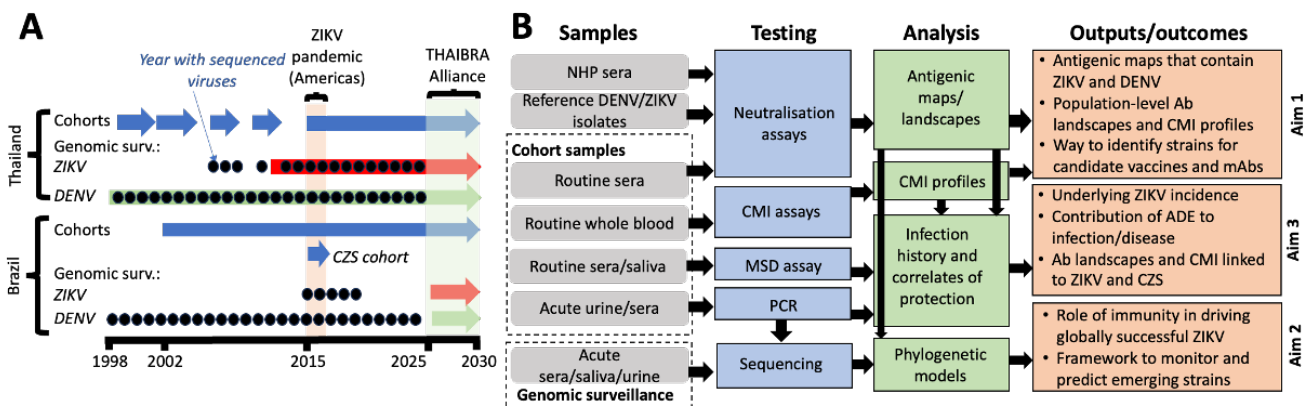 A
ZIKV
pandemic
(Americas)
THAIBRA
Alliance
Year with sequenced
viruses
Thailand
Cohorts
Genomic surv.:
ZIKV
DENV
Brazil
Cohorts
CZS cohort
Genomic surv.:
ZIKV
DENV
1998
2002
2015
2025
2030
B
Samples
Testing
Analysis
Outputs/outcomes
NHP sera
Reference DENV/ZIKV
isolates
Cohort samples
Routine sera
Routine whole blood
Routine sera/saliva
Acute urine/sera
Acute
sera/saliva/urine
Genomic surveillance
Neutralisation
assays
CMI assays
MSD assay
PCR
Sequencing
Antigenic
maps/
landscapes
CMI profiles
Infection
history and
correlates of
protection
Phylogenetic
models
• Antigenic maps that contain
ZIKV and DENV
• Population-level Ab
landscapes and CMI profiles
• Way to identify strains for
candidate vaccines and mAbs
Aim 1
• Underlying ZIKV incidence
• Contribution of ADE to
infection/disease
• Ab landscapes and CMI linked
to ZIKV and CZS
Aim 3
• Role of immunity in driving
globally successful ZIKV
• Framework to monitor and
predict emerging strains
Aim 2